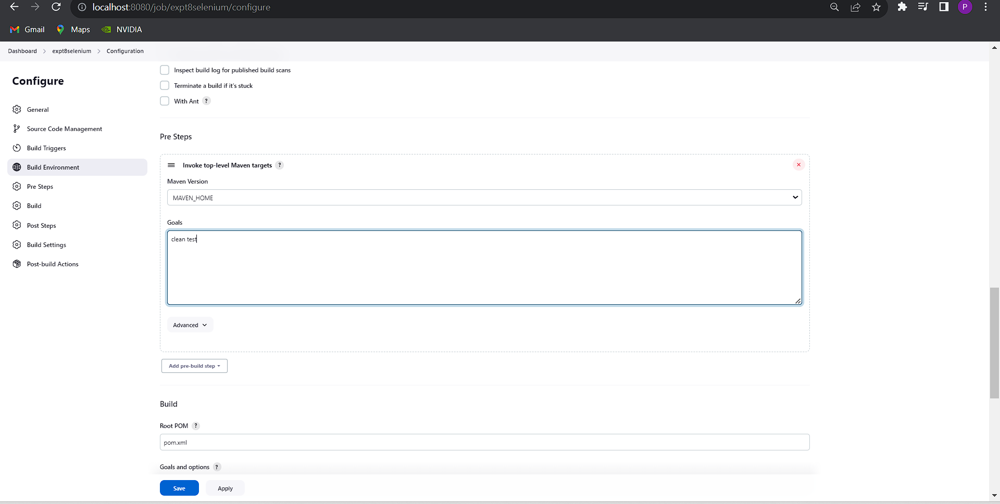 localhost:8080/job/expt8selenium/configure
P
Gmail Maps NVIDIA
Dashboard > expt8selenium > Configuration
Configure
General
Source Code Management
Build Triggers
Build Environment
Pre Steps
Build
Post Steps
Build Settings
Post-build Actions
Inspect build log for published build scans
Terminate a build if it's stuck
With Ant ?
Pre Steps
Invoke top-level Maven targets ?
Maven Version
MAVEN_HOME
Goals
clean test
Advanced
Add pre-build step
Build
Root POM ?
pom.xml
Goals and options ?
Save Apply